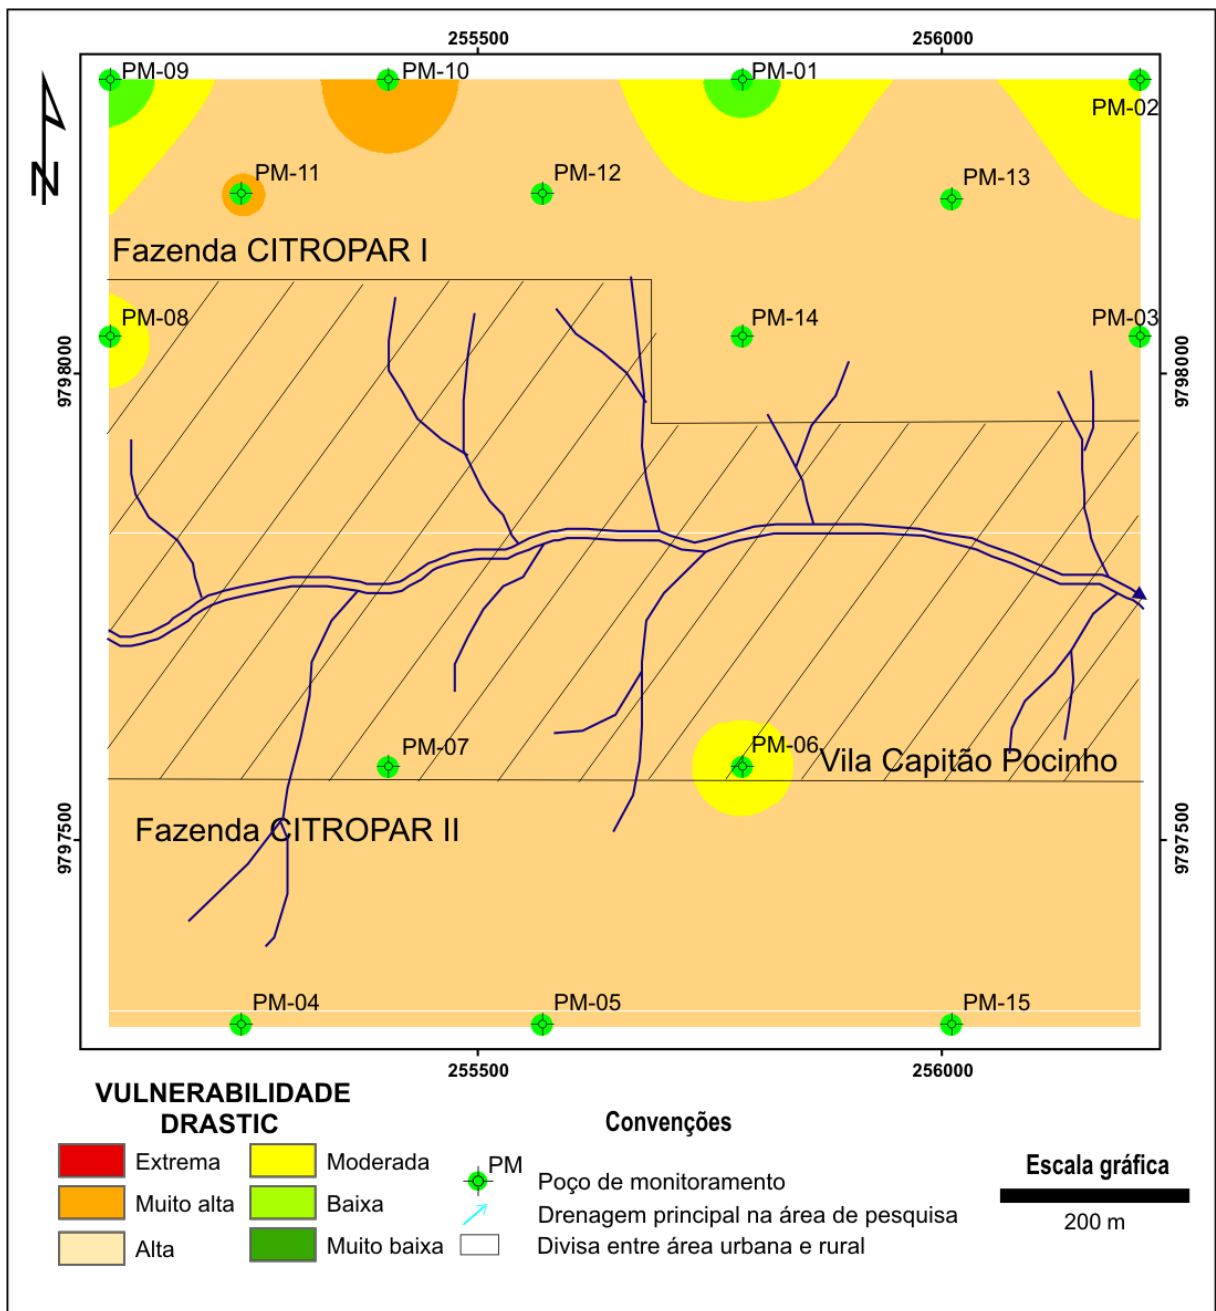 255500
256000
PM-09
PM-10
PM-01
PM-02
N
PM-11
PM-12
PM-13
Fazenda CITROPAR I
PM-08
PM-14
PM-03
9798000
9798000
PM-07
PM-06
Vila Capitão Pocinho
Fazenda CITROPAR II
9797500
9797500
PM-04
PM-05
PM-15
255500
256000
VULNERABILIDADE
DRASTIC
Extrema
Muito alta
Alta
Moderada
Baixa
Muito baixa
Convenções
PM
Poço de monitoramento
Drenagem principal na área de pesquisa
Divisa entre área urbana e rural
Escala gráfica
200 m